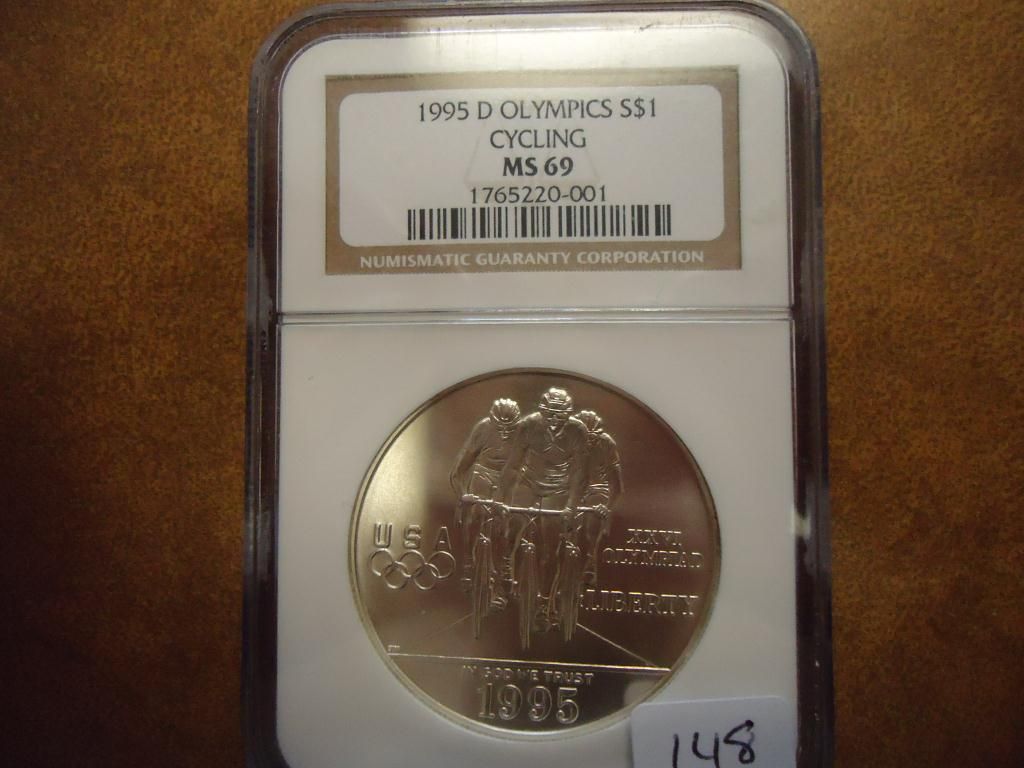 1995 D OLYMPICS S$1
CYCLING
MS 69
1765220-001
NUMISMATIC GUARANTY CORPORATION
USA
XXVI
OLYMPIAD
LIBERTY
IN GOD WE TRUST
1995
148